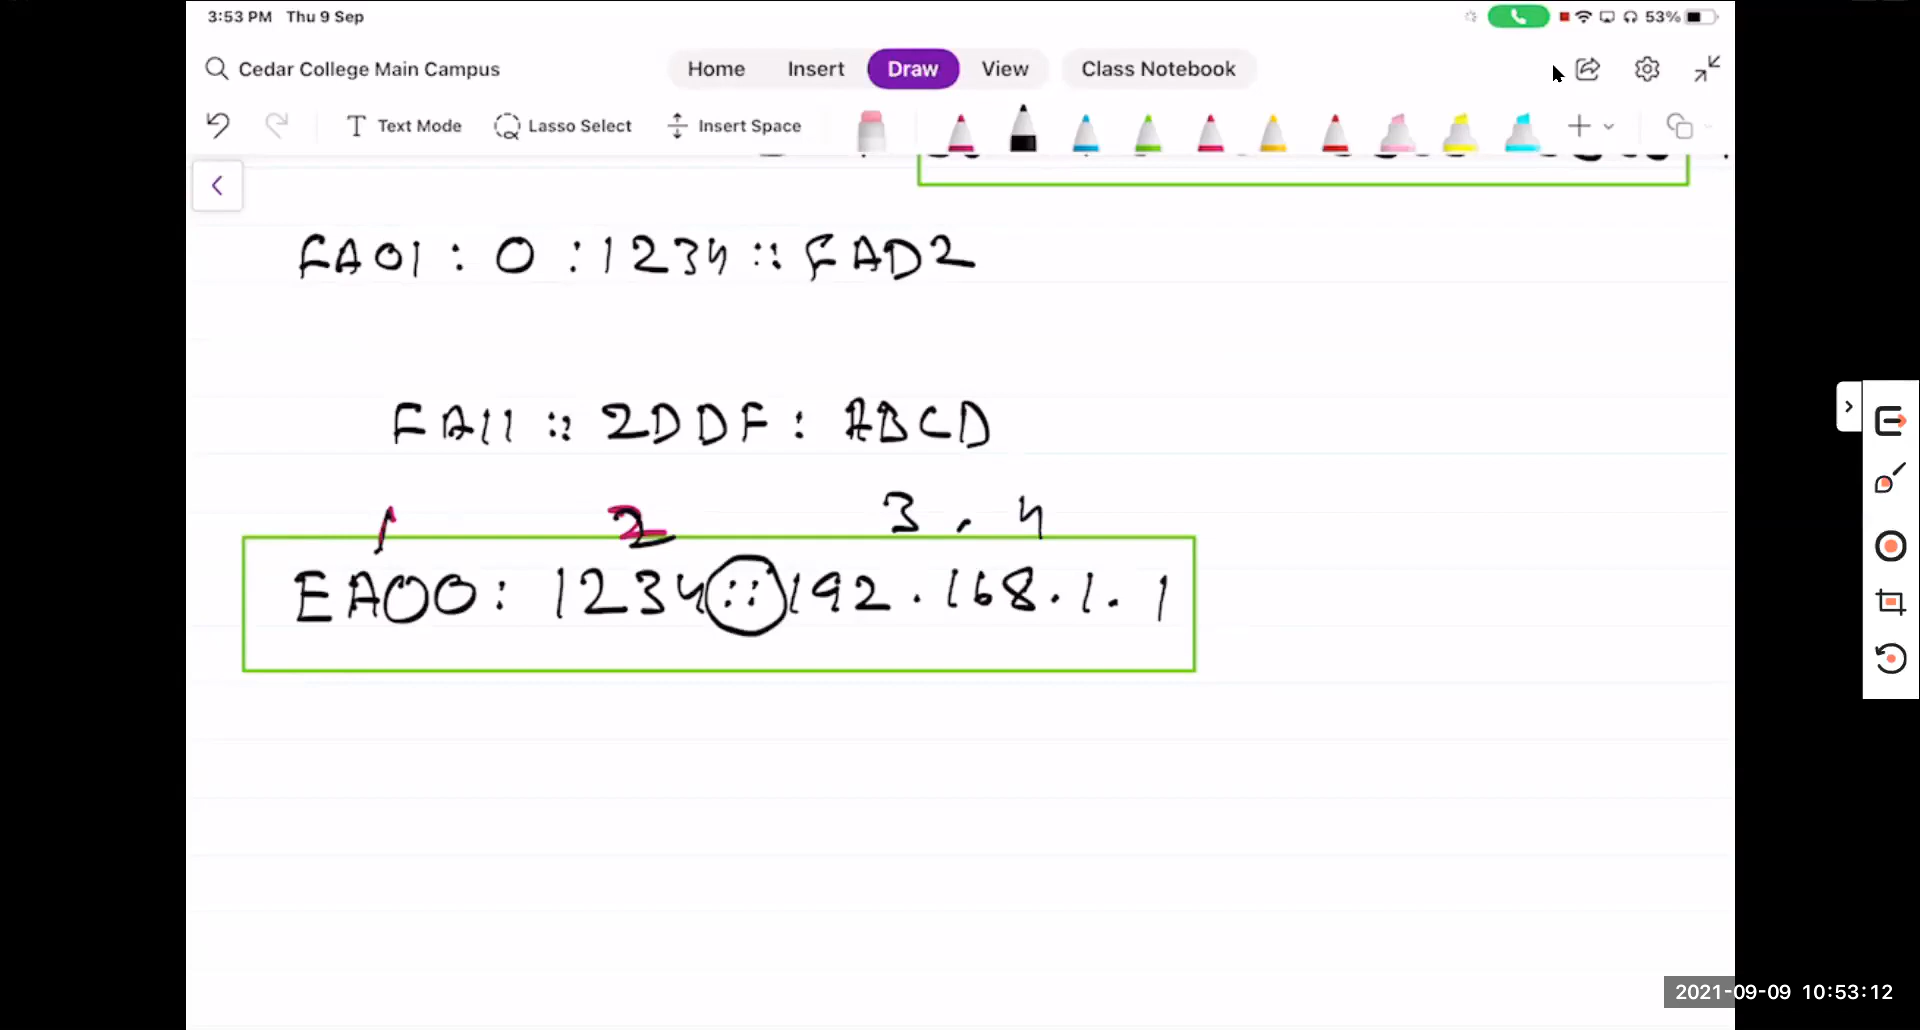 3:53 PM Thu 9 Sep 53%
Cedar College Main Campus Home Insert Draw View Class Notebook
Text Mode Lasso Select Insert Space
FA01 : 0 : 1234 :: FAD2
FA11 :: 2DDF : ABCD
1 2 3 . 4
EA00 : 1234 :: 192.168.1.1
2021-09-09 10:53:12